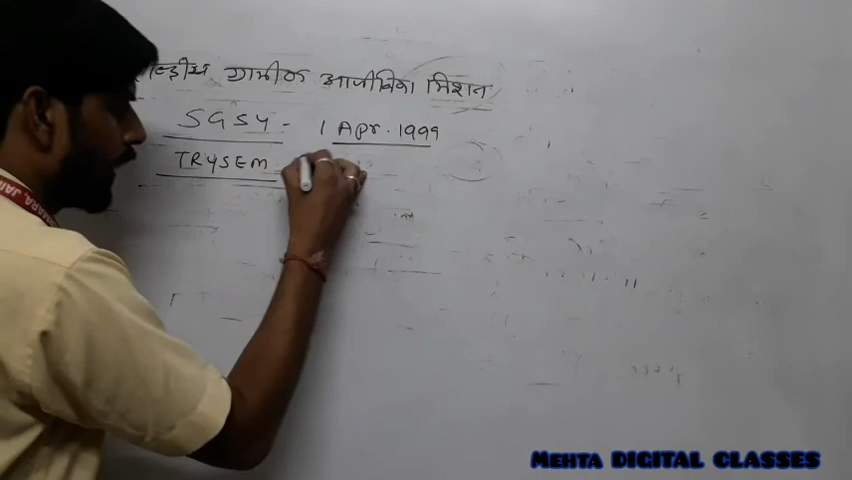 ग्रामीण आजीविका मिशन
SGSY - 1 Apr. 1999
TRYSEM
MEHTA DIGITAL CLASSES